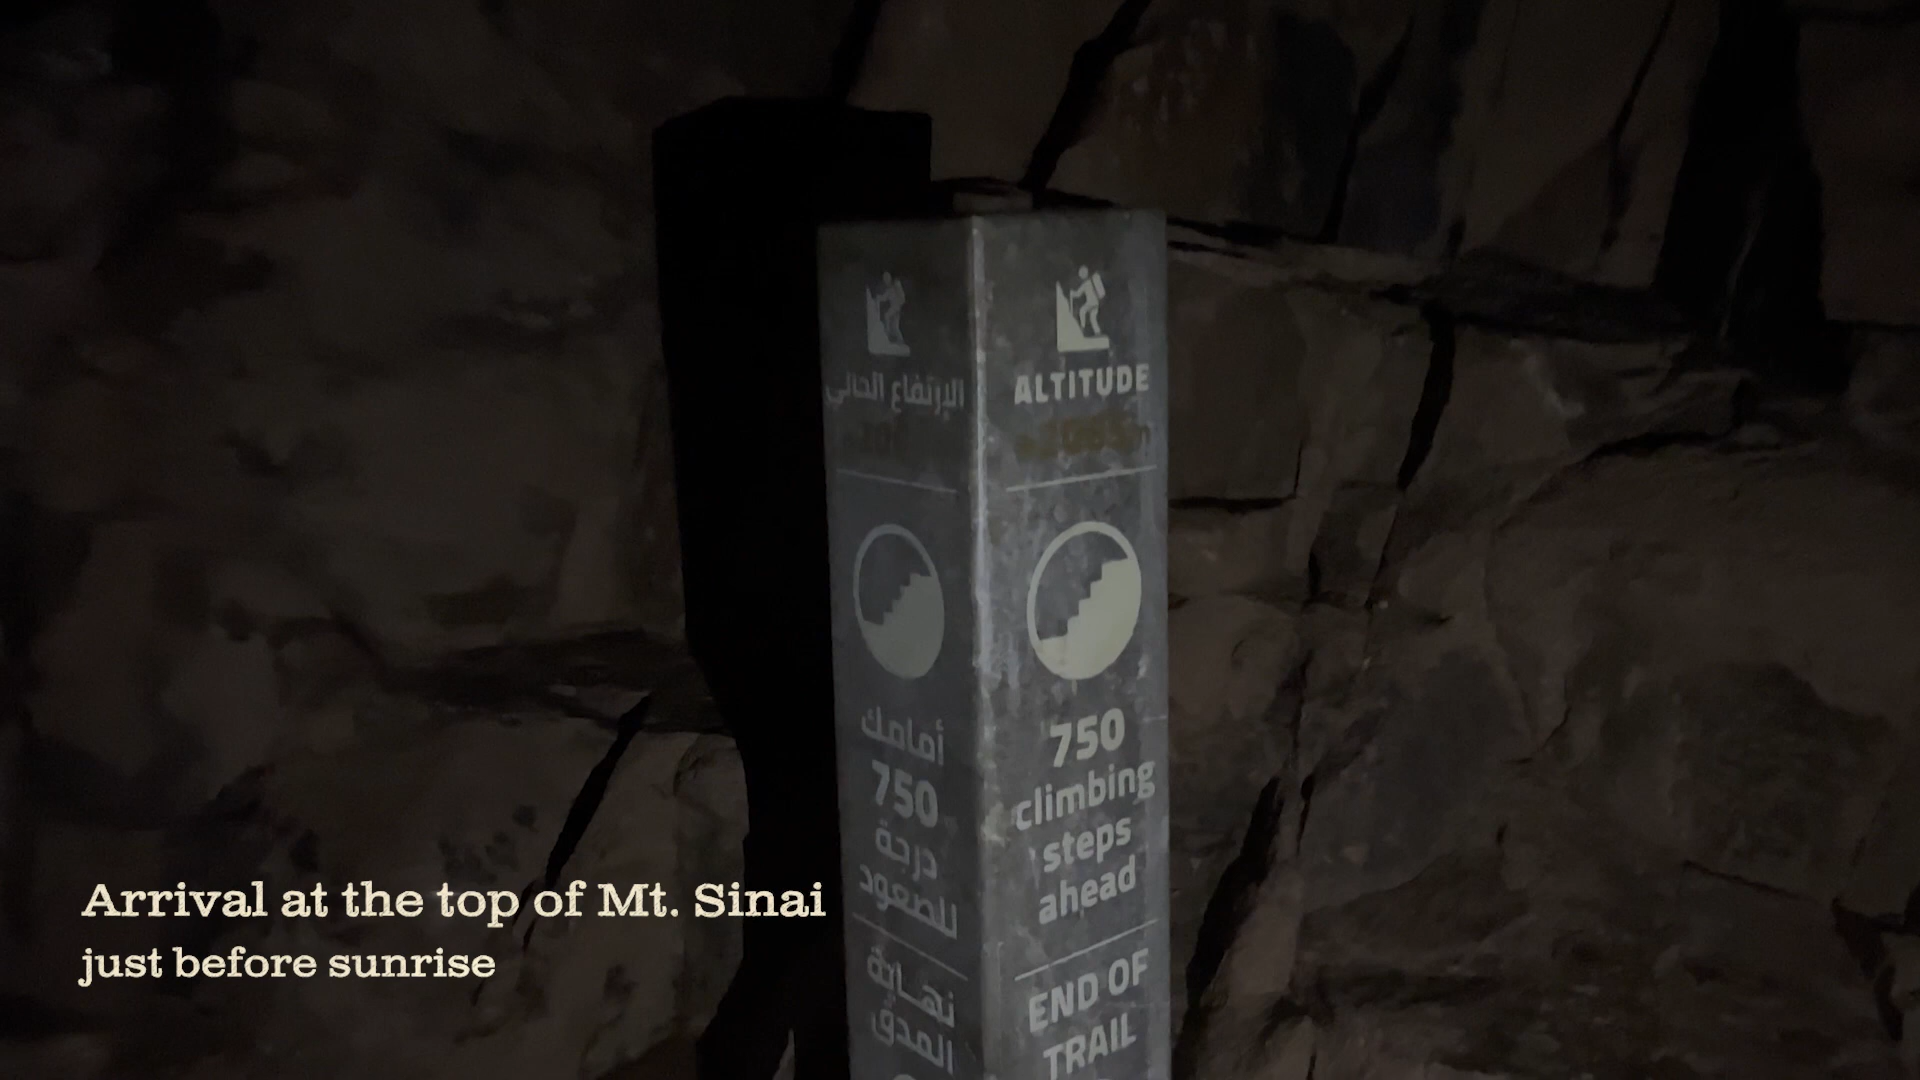 الارتفاع الحالي
أمامك
750
درجة
للصعود
نهاية
المدق
ALTITUDE
750
climbing
steps
ahead
END OF
TRAIL
Arrival at the top of Mt. Sinai
just before sunrise